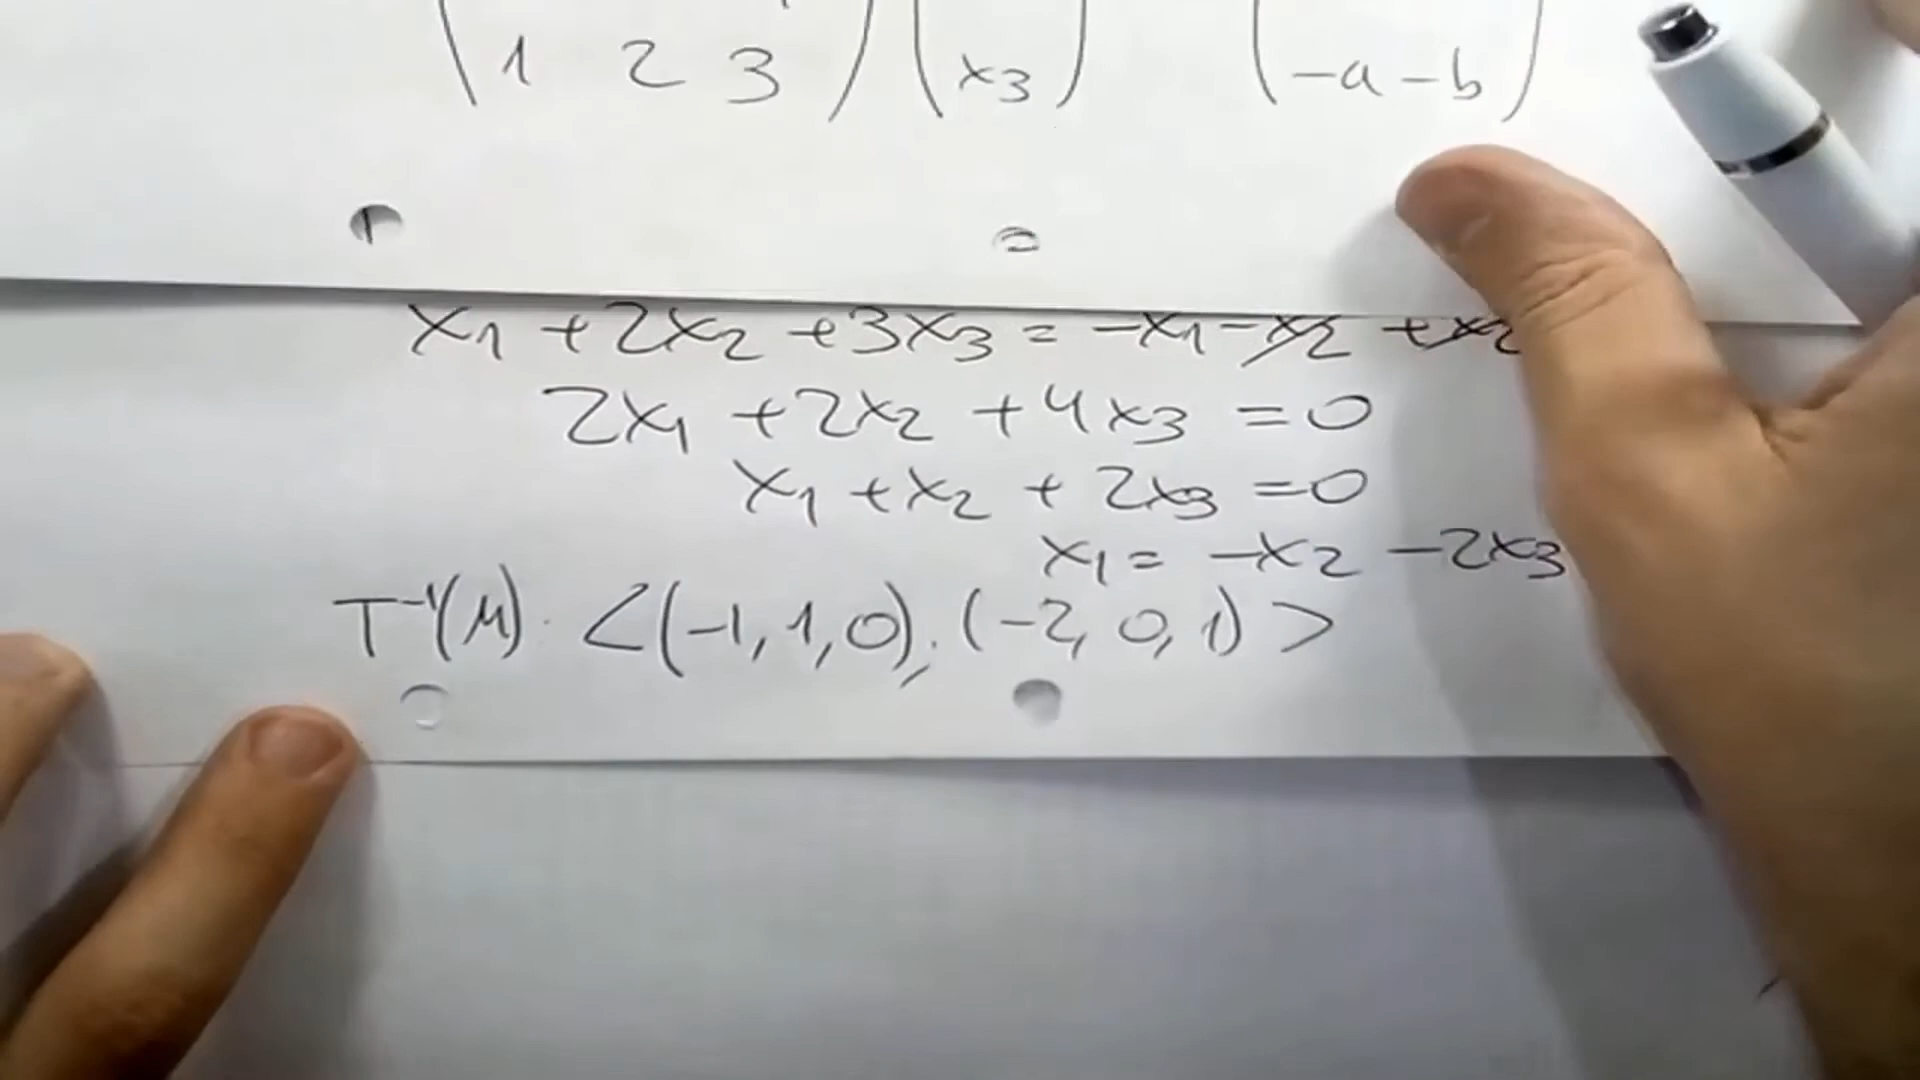 1 2 3 x3 -a-b
x1 + 2x2 + 3x3 = -x1 - x2 + x2
2x1 + 2x2 + 4x3 = 0
x1 + x2 + 2x3 = 0
x1 = -x2 - 2x3
T⁻¹(M) <(-1,1,0),(-2,0,1)>